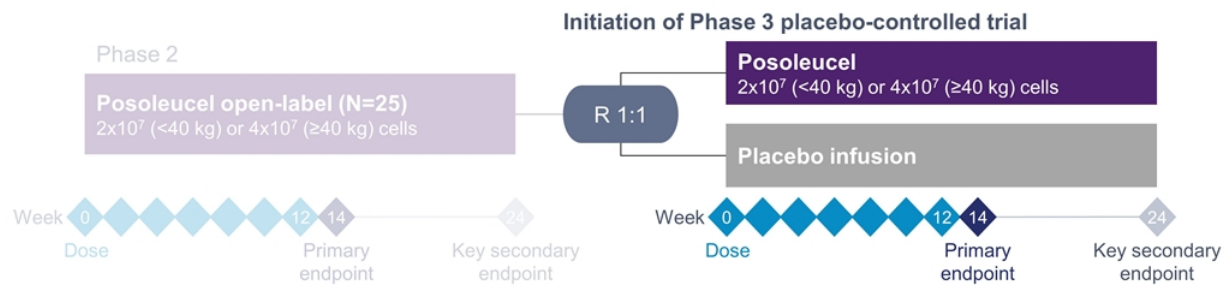 Initiation of Phase 3 placebo-controlled trial
Phase 2
Posoleucel open-label (N=25)
2x10⁷ (<40 kg) or 4x10⁷ (≥40 kg) cells
R 1:1
Posoleucel
2x10⁷ (<40 kg) or 4x10⁷ (≥40 kg) cells
Placebo infusion
Week 0 12 14 24
Dose
Primary
endpoint
Key secondary
endpoint
Week 0 12 14 24
Dose
Primary
endpoint
Key secondary
endpoint